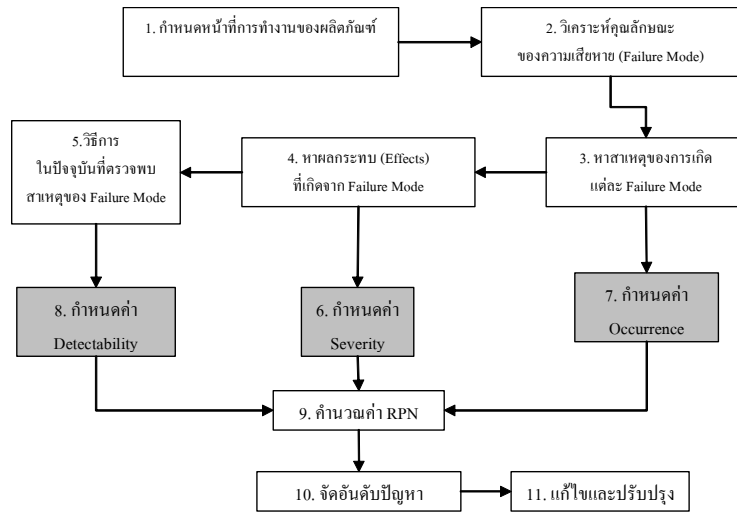 1. กำหนดหน้าที่การทำงานของผลิตภัณฑ์
2. วิเคราะห์คุณลักษณะ
ของความเสียหาย (Failure Mode)
3. หาสาเหตุของการเกิด
แต่ละ Failure Mode
4. หาผลกระทบ (Effects)
ที่เกิดจาก Failure Mode
5.วิธีการ
ในปัจจุบันที่ตรวจพบ
สาเหตุของ Failure Mode
6. กำหนดค่า
Severity
7. กำหนดค่า
Occurrence
8. กำหนดค่า
Detectability
9. คำนวณค่า RPN
10. จัดอันดับปัญหา
11. แก้ไขและปรับปรุง